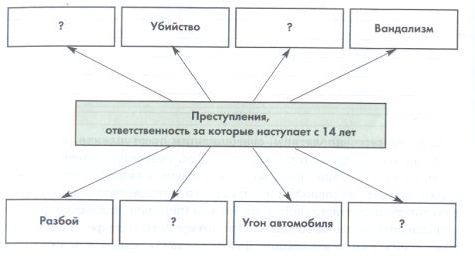 ?
Убийство
?
Вандализм
Преступления,
ответственность за которые наступает с 14 лет
Разбой
?
Угон автомобиля
?